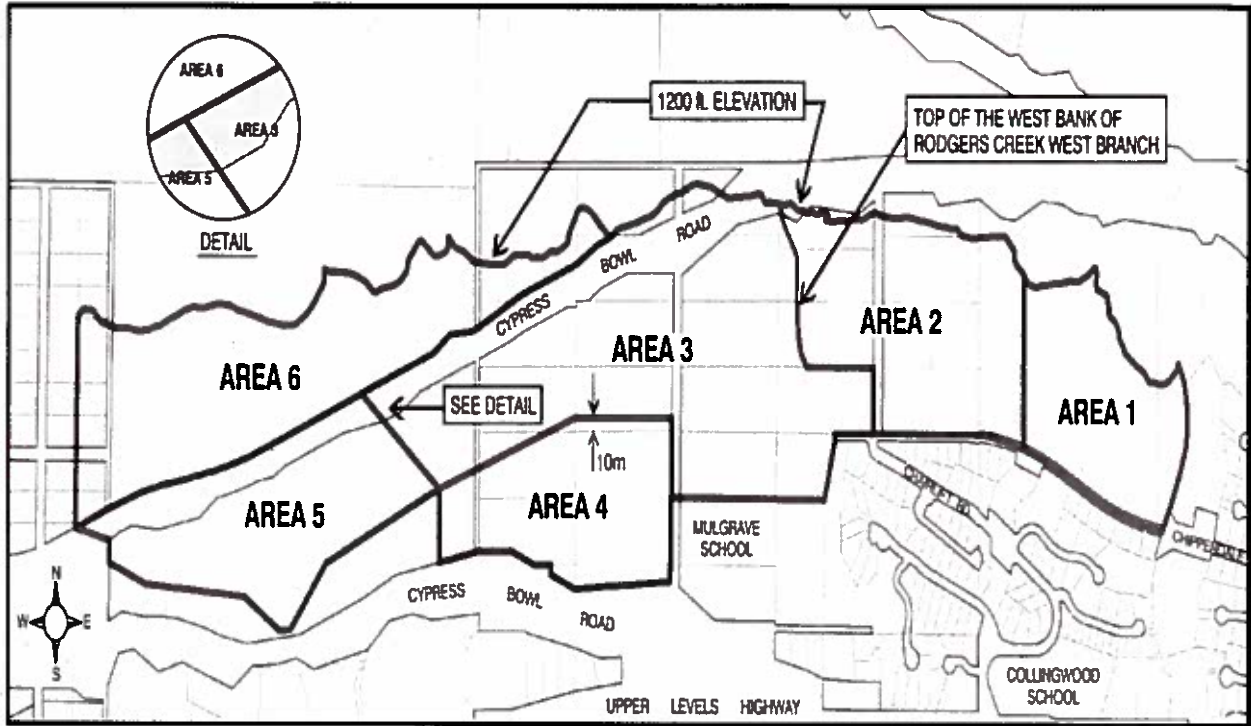 AREA 6
AREA 3
AREA 5
DETAIL
1200 ft. ELEVATION
TOP OF THE WEST BANK OF
RODGERS CREEK WEST BRANCH
CYPRESS
BOWL
ROAD
AREA 6
AREA 3
AREA 2
AREA 1
SEE DETAIL
10m
AREA 5
AREA 4
MULGRAVE
SCHOOL
CYPRESS
BOWL
ROAD
N
W
E
S
COLLINGWOOD
SCHOOL
UPPER LEVELS HIGHWAY